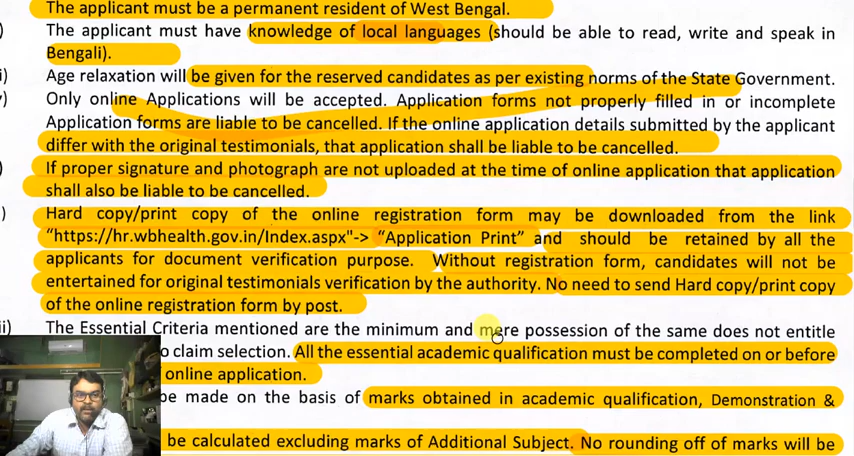 The applicant must be a permanent resident of West Bengal.
) The applicant must have knowledge of local languages (should be able to read, write and speak in
Bengali).
i) Age relaxation will be given for the reserved candidates as per existing norms of the State Government.
) Only online Applications will be accepted. Application forms not properly filled in or incomplete
Application forms are liable to be cancelled. If the online application details submitted by the applicant
differ with the original testimonials, that application shall be liable to be cancelled.
) If proper signature and photograph are not uploaded at the time of online application that application
shall also be liable to be cancelled.
) Hard copy/print copy of the online registration form may be downloaded from the link
"https://hr.wbhealth.gov.in/Index.aspx"-> "Application Print" and should be retained by all the
applicants for document verification purpose. Without registration form, candidates will not be
entertained for original testimonials verification by the authority. No need to send Hard copy/print copy
of the online registration form by post.
ii) The Essential Criteria mentioned are the minimum and mere possession of the same does not entitle
o claim selection. All the essential academic qualification must be completed on or before
online application.
be made on the basis of marks obtained in academic qualification, Demonstration &
be calculated excluding marks of Additional Subject. No rounding off of marks will be